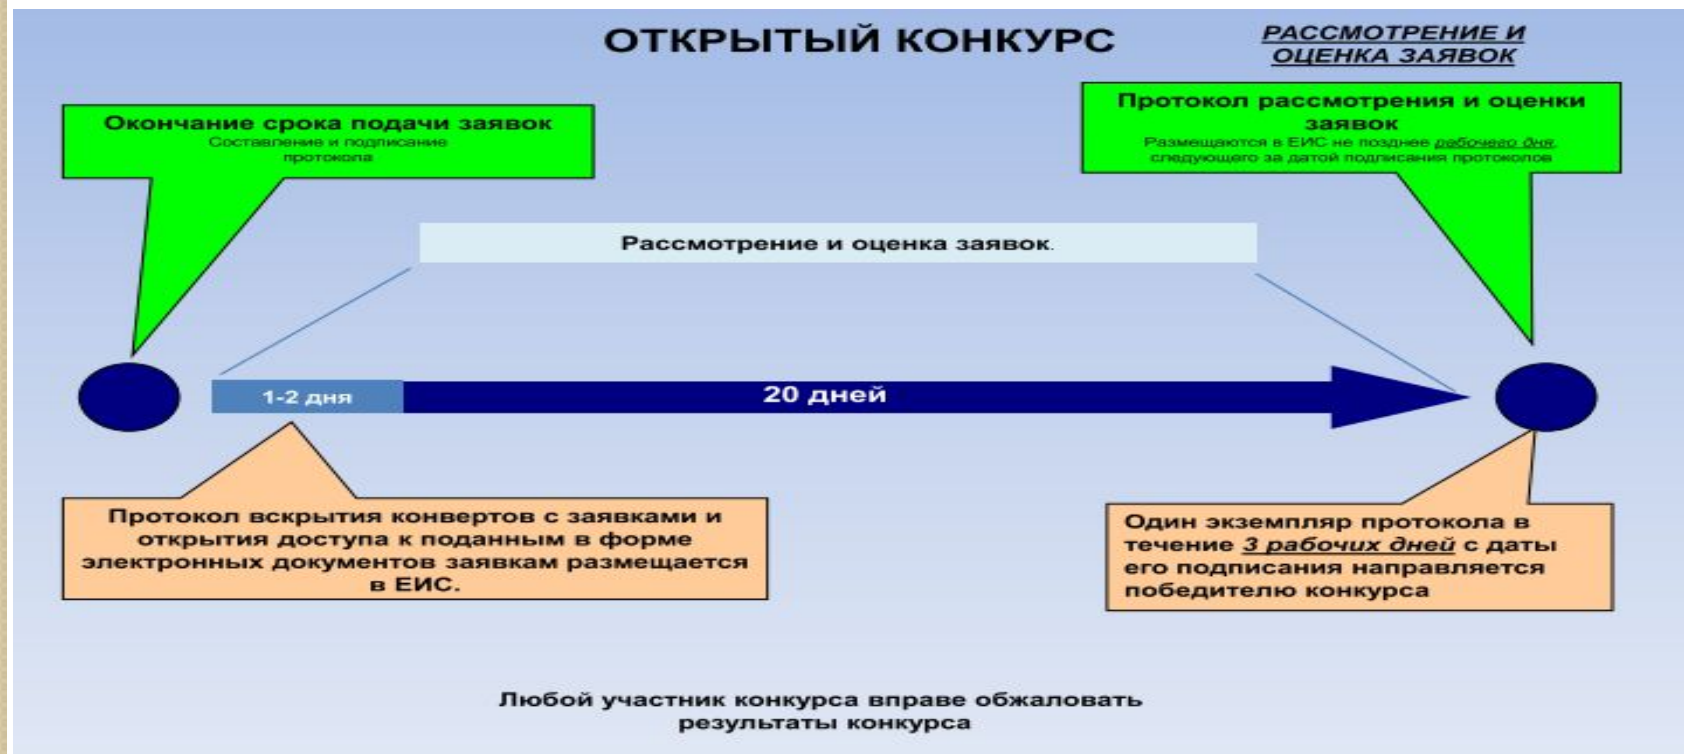 ОТКРЫТЫЙ КОНКУРС
РАССМОТРЕНИЕ И
ОЦЕНКА ЗАЯВОК
Окончание срока подачи заявок
Составление и подписание
протокола
Протокол рассмотрения и оценки
заявок
Размещаются в ЕИС не позднее рабочего дня,
следующего за датой подписания протоколов
Рассмотрение и оценка заявок.
1-2 дня
20 дней
Протокол вскрытия конвертов с заявками и
открытия доступа к поданным в форме
электронных документов заявкам размещается
в ЕИС.
Один экземпляр протокола в
течение 3 рабочих дней с даты
его подписания направляется
победителю конкурса
Любой участник конкурса вправе обжаловать
результаты конкурса